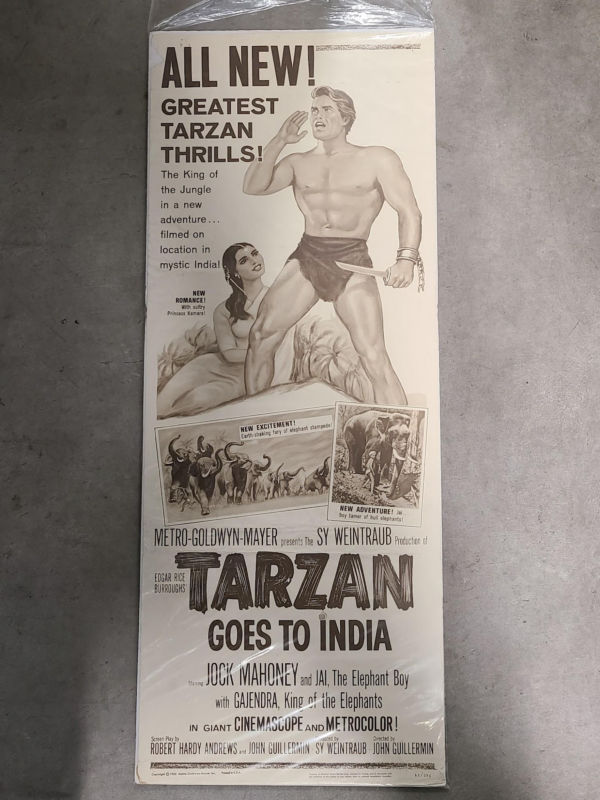 ALL NEW!
GREATEST
TARZAN
THRILLS!
The King of
the Jungle
in a new
adventure...
filmed on
location in
mystic India!
NEW
ROMANCE!
With sultry
Princess Kamara!
NEW EXCITEMENT!
Earth-shaking fury of elephant stampede!
NEW ADVENTURE! Jai
boy tamer of bull elephants!
METRO-GOLDWYN-MAYER presents The SY WEINTRAUB Production of
EDGAR RICE
BURROUGHS'
TARZAN
GOES TO INDIA
Starring JOCK MAHONEY and JAI, The Elephant Boy
with GAJENDRA, King of the Elephants
IN GIANT CINEMASCOPE AND METROCOLOR!
Screen Play by
ROBERT HARDY ANDREWS and JOHN GUILLERMIN
SY WEINTRAUB
Directed by
JOHN GUILLERMIN